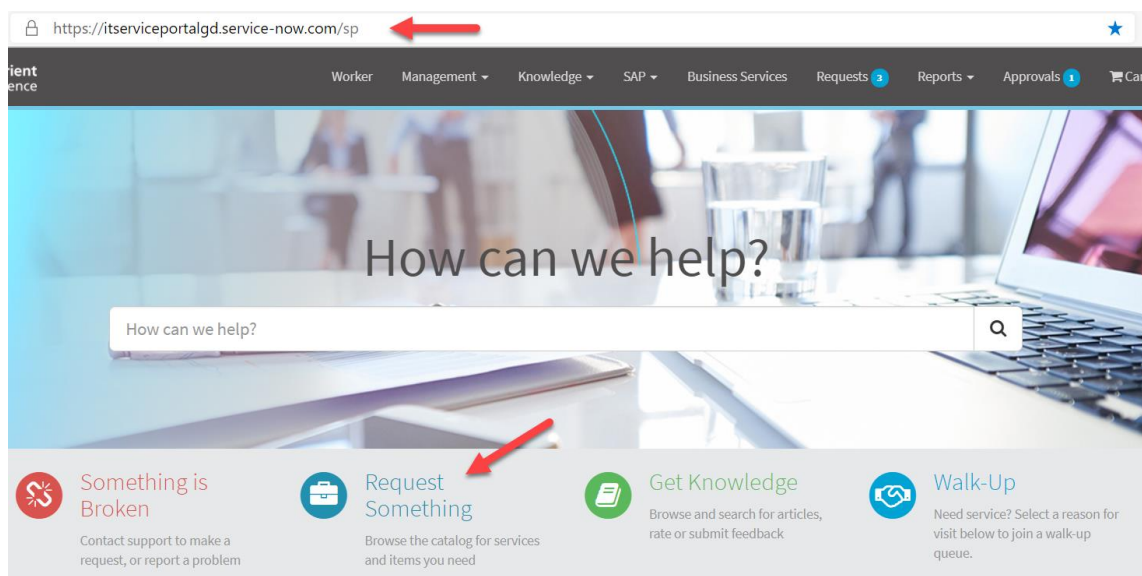 https://itserviceportalgd.service-now.com/sp
Worker Management Knowledge SAP Business Services Requests 3 Reports Approvals 1
How can we help?
How can we help?
Something is
Broken
Contact support to make a
request, or report a problem
Request
Something
Browse the catalog for services
and items you need
Get Knowledge
Browse and search for articles,
rate or submit feedback
Walk-Up
Need service? Select a reason for
visit below to join a walk-up
queue.